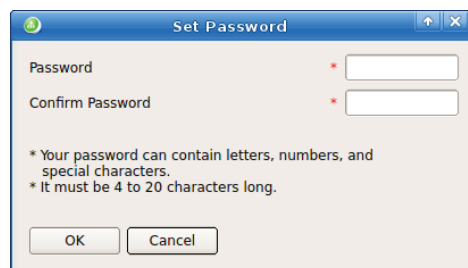 Set Password
Password *
Confirm Password *
* Your password can contain letters, numbers, and
special characters.
* It must be 4 to 20 characters long.
OK Cancel